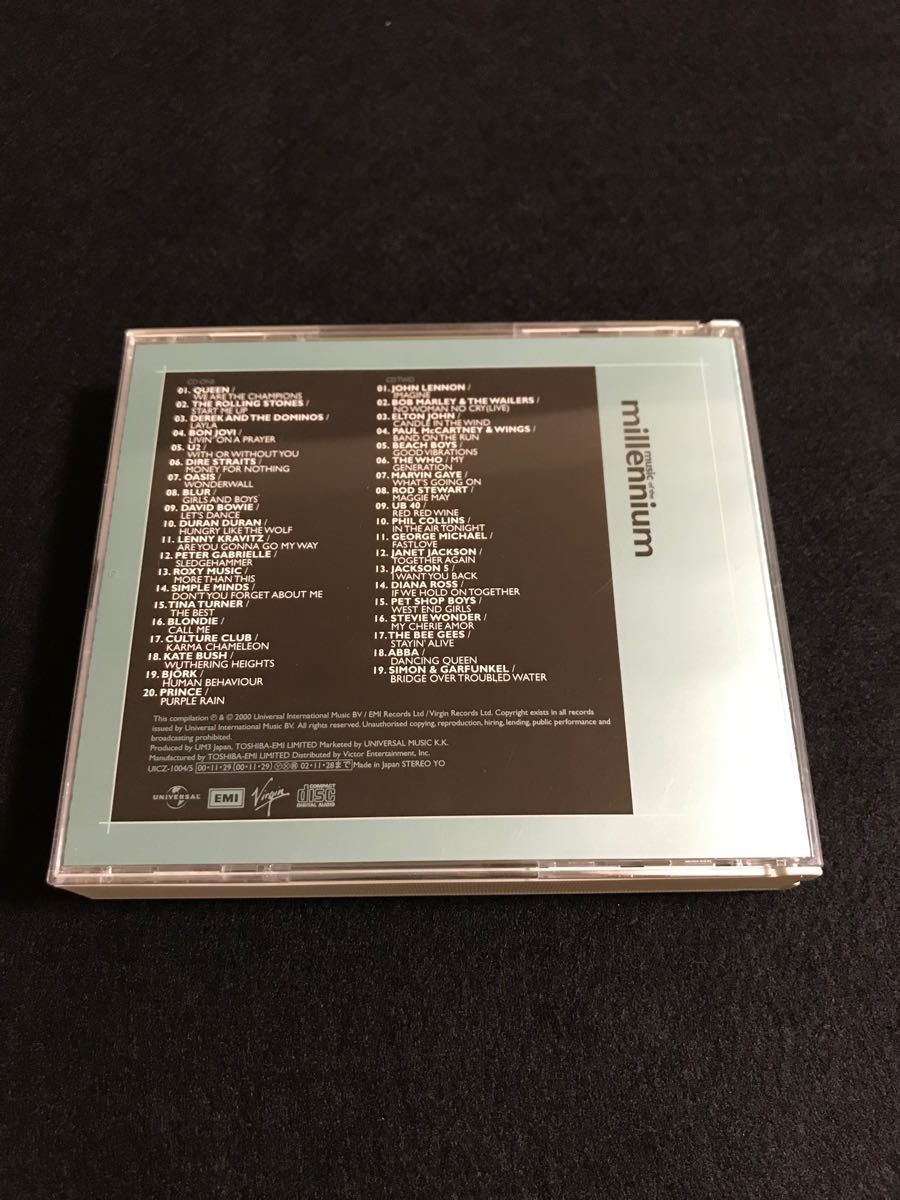 CD ONE
01. QUEEN /
WE ARE THE CHAMPIONS
02. THE ROLLING STONES /
START ME UP
03. DEREK AND THE DOMINOS /
LAYLA
04. BON JOVI /
LIVIN' ON A PRAYER
05. U2 /
WITH OR WITHOUT YOU
06. DIRE STRAITS /
MONEY FOR NOTHING
07. OASIS /
WONDERWALL
08. BLUR /
GIRLS AND BOYS
09. DAVID BOWIE /
LET'S DANCE
10. DURAN DURAN /
HUNGRY LIKE THE WOLF
11. LENNY KRAVITZ /
ARE YOU GONNA GO MY WAY
12. PETER GABRIELLE /
SLEDGEHAMMER
13. ROXY MUSIC /
MORE THAN THIS
14. SIMPLE MINDS /
DON'T YOU FORGET ABOUT ME
15. TINA TURNER /
THE BEST
16. BLONDIE /
CALL ME
17. CULTURE CLUB /
KARMA CHAMELEON
18. KATE BUSH /
WUTHERING HEIGHTS
19. BJÖRK /
HUMAN BEHAVIOUR
20. PRINCE /
PURPLE RAIN
CD TWO
01. JOHN LENNON /
IMAGINE
02. BOB MARLEY & THE WAILERS /
NO WOMAN NO CRY(LIVE)
03. ELTON JOHN /
CANDLE IN THE WIND
04. PAUL McCARTNEY & WINGS /
BAND ON THE RUN
05. BEACH BOYS /
GOOD VIBRATIONS
06. THE WHO / MY
GENERATION
07. MARVIN GAYE /
WHAT'S GOING ON
08. ROD STEWART /
MAGGIE MAY
09. UB 40 /
RED RED WINE
10. PHIL COLLINS /
IN THE AIR TONIGHT
11. GEORGE MICHAEL /
FASTLOVE
12. JANET JACKSON /
TOGETHER AGAIN
13. JACKSON 5 /
I WANT YOU BACK
14. DIANA ROSS /
IF WE HOLD ON TOGETHER
15. PET SHOP BOYS /
WEST END GIRLS
16. STEVIE WONDER /
MY CHERIE AMOR
17. THE BEE GEES /
STAYIN' ALIVE
18. ABBA /
DANCING QUEEN
19. SIMON & GARFUNKEL /
BRIDGE OVER TROUBLED WATER
music of the
millennium
This compilation ℗ & © 2000 Universal International Music BV / EMI Records Ltd / Virgin Records Ltd. Copyright exists in all records
issued by Universal International Music BV. All rights reserved. Unauthorised copying, reproduction, hiring, lending, public performance and
broadcasting prohibited.
Produced by UM3 Japan, TOSHIBA-EMI LIMITED Marketed by UNIVERSAL MUSIC K.K.
Manufactured by TOSHIBA-EMI LIMITED Distributed by Victor Entertainment, Inc.
UICZ-1004/5 00・11・29 (00・11・29) Ⓨ Ⓧ 02・11・28まで Made in Japan STEREO YO
UNIVERSAL
EMI
Virgin
COMPACT
disc
DIGITAL AUDIO